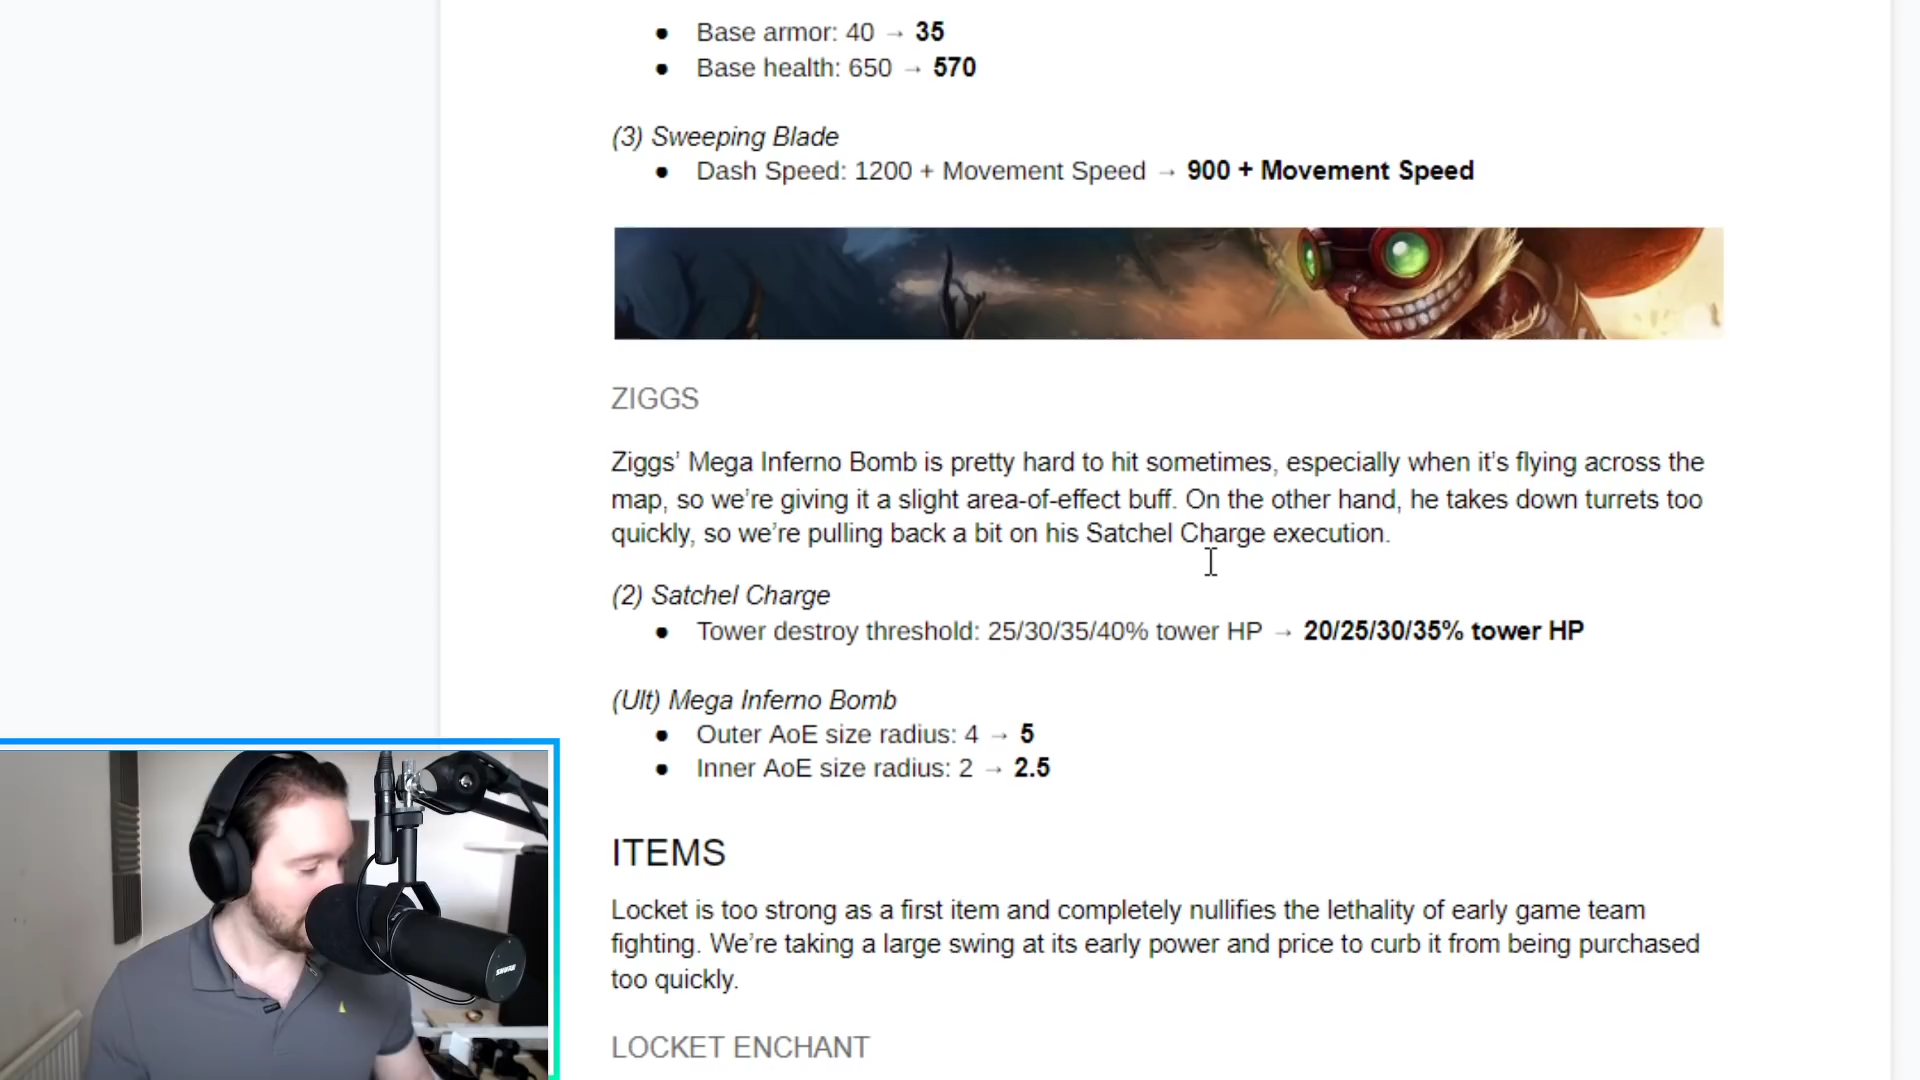 ● Base armor: 40 → 35
● Base health: 650 → 570
(3) Sweeping Blade
● Dash Speed: 1200 + Movement Speed → 900 + Movement Speed
ZIGGS
Ziggs’ Mega Inferno Bomb is pretty hard to hit sometimes, especially when it’s flying across the
map, so we’re giving it a slight area-of-effect buff. On the other hand, he takes down turrets too
quickly, so we’re pulling back a bit on his Satchel Charge execution.
(2) Satchel Charge
● Tower destroy threshold: 25/30/35/40% tower HP → 20/25/30/35% tower HP
(Ult) Mega Inferno Bomb
● Outer AoE size radius: 4 → 5
● Inner AoE size radius: 2 → 2.5
ITEMS
Locket is too strong as a first item and completely nullifies the lethality of early game team
fighting. We’re taking a large swing at its early power and price to curb it from being purchased
too quickly.
LOCKET ENCHANT
SHURE